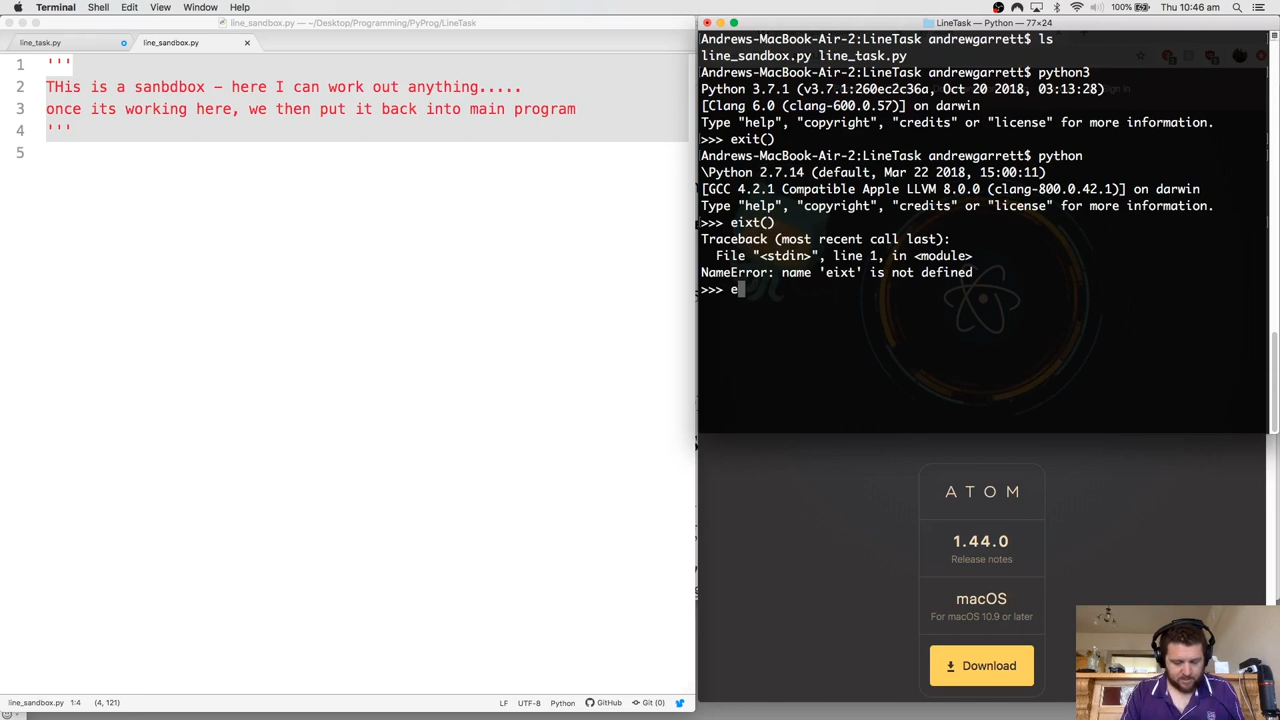 Terminal Shell Edit View Window Help 100% Thu 10:46 am
line_sandbox.py — ~/Desktop/Programming/PyProg/LineTask
line_task.py line_sandbox.py
1 '''
2 THis is a sanbdbox - here I can work out anything.....
3 once its working here, we then put it back into main program
4 '''
5
LineTask — Python — 77×24
Andrews-MacBook-Air-2:LineTask andrewgarrett$ ls
line_sandbox.py line_task.py
Andrews-MacBook-Air-2:LineTask andrewgarrett$ python3
Python 3.7.1 (v3.7.1:260ec2c36a, Oct 20 2018, 03:13:28)
[Clang 6.0 (clang-600.0.57)] on darwin
Type "help", "copyright", "credits" or "license" for more information.
>>> exit()
Andrews-MacBook-Air-2:LineTask andrewgarrett$ python
\Python 2.7.14 (default, Mar 22 2018, 15:00:11)
[GCC 4.2.1 Compatible Apple LLVM 8.0.0 (clang-800.0.42.1)] on darwin
Type "help", "copyright", "credits" or "license" for more information.
>>> eixt()
Traceback (most recent call last):
File "<stdin>", line 1, in <module>
NameError: name 'eixt' is not defined
>>> e
ATOM
1.44.0
Release notes
macOS
For macOS 10.9 or later
Download
line_sandbox.py 1:4 (4, 121) LF UTF-8 Python GitHub Git (0)